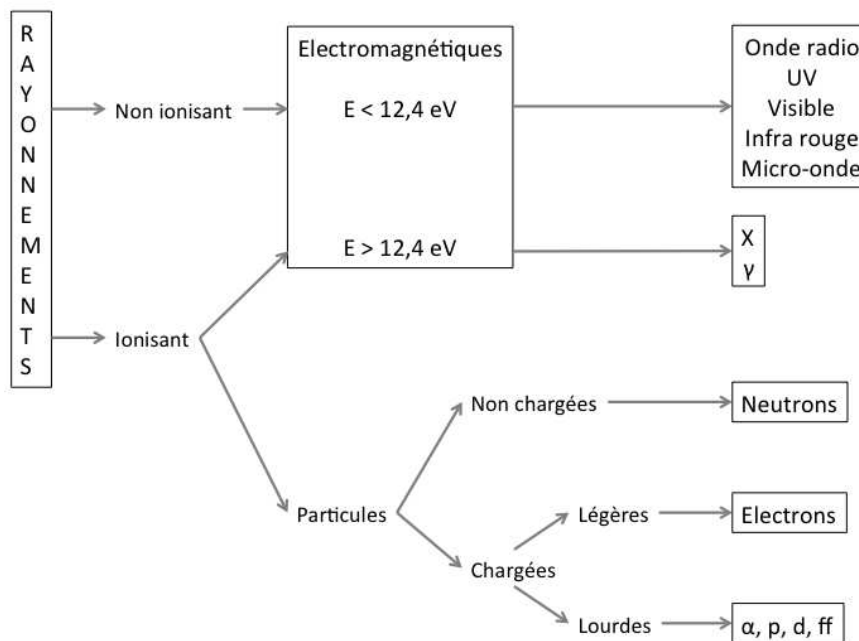 RAYONNEMENTS
Non ionisant
Electromagnétiques
E < 12,4 eV
E > 12,4 eV
Onde radio
UV
Visible
Infra rouge
Micro-onde
X
γ
Ionisant
Non chargées
Neutrons
Particules
Légères
Electrons
Chargées
Lourdes
α, p, d, ff